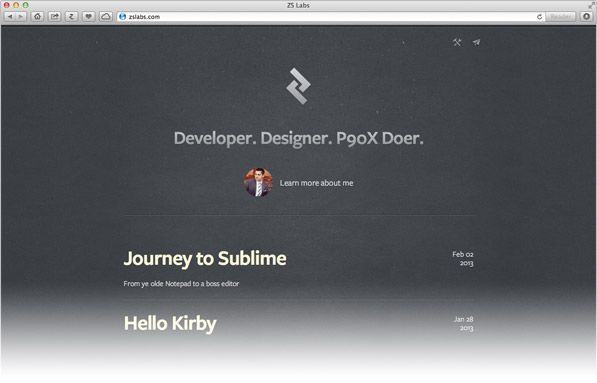 ZS Labs
zslabs.com
Reader
Developer. Designer. P90X Doer.
Learn more about me
Journey to Sublime
Feb 02
2013
From ye olde Notepad to a boss editor
Hello Kirby
Jan 28
2013